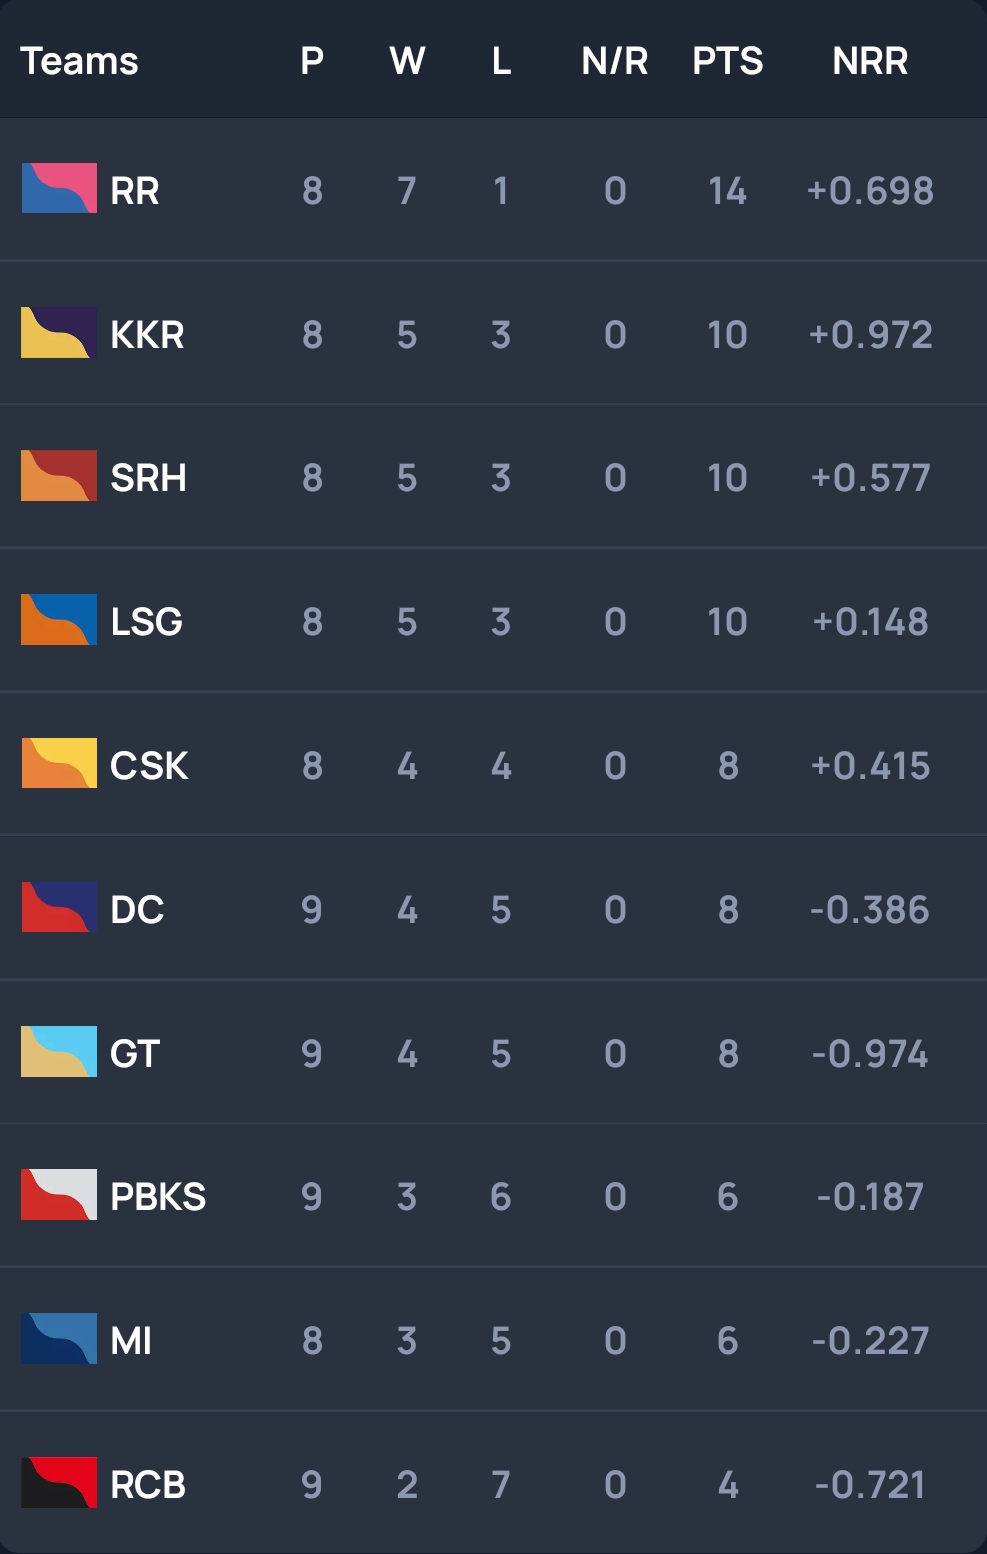 Teams P W L N/R PTS NRR
RR 8 7 1 0 14 +0.698
KKR 8 5 3 0 10 +0.972
SRH 8 5 3 0 10 +0.577
LSG 8 5 3 0 10 +0.148
CSK 8 4 4 0 8 +0.415
DC 9 4 5 0 8 -0.386
GT 9 4 5 0 8 -0.974
PBKS 9 3 6 0 6 -0.187
MI 8 3 5 0 6 -0.227
RCB 9 2 7 0 4 -0.721